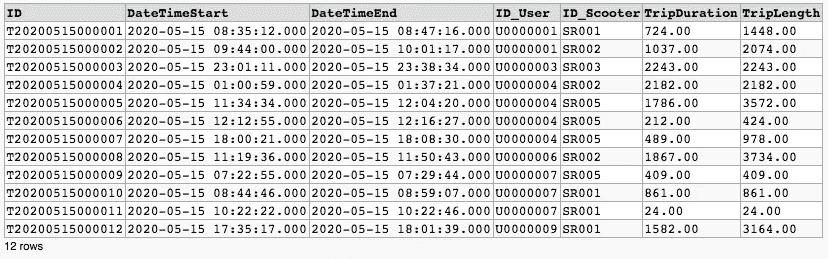 ID DateTimeStart DateTimeEnd ID_User ID_Scooter TripDuration TripLength
T20200515000001 2020-05-15 08:35:12.000 2020-05-15 08:47:16.000 U0000001 SR001 724.00 1448.00
T20200515000002 2020-05-15 09:44:00.000 2020-05-15 10:01:17.000 U0000001 SR002 1037.00 2074.00
T20200515000003 2020-05-15 23:01:11.000 2020-05-15 23:38:34.000 U0000003 SR003 2243.00 2243.00
T20200515000004 2020-05-15 01:00:59.000 2020-05-15 01:37:21.000 U0000004 SR002 2182.00 2182.00
T20200515000005 2020-05-15 11:34:34.000 2020-05-15 12:04:20.000 U0000004 SR005 1786.00 3572.00
T20200515000006 2020-05-15 12:12:55.000 2020-05-15 12:16:27.000 U0000004 SR005 212.00 424.00
T20200515000007 2020-05-15 18:00:21.000 2020-05-15 18:08:30.000 U0000004 SR005 489.00 978.00
T20200515000008 2020-05-15 11:19:36.000 2020-05-15 11:50:43.000 U0000006 SR002 1867.00 3734.00
T20200515000009 2020-05-15 07:22:55.000 2020-05-15 07:29:44.000 U0000007 SR005 409.00 409.00
T20200515000010 2020-05-15 08:44:46.000 2020-05-15 08:59:07.000 U0000007 SR001 861.00 861.00
T20200515000011 2020-05-15 10:22:22.000 2020-05-15 10:22:46.000 U0000007 SR001 24.00 24.00
T20200515000012 2020-05-15 17:35:17.000 2020-05-15 18:01:39.000 U0000009 SR001 1582.00 3164.00
12 rows